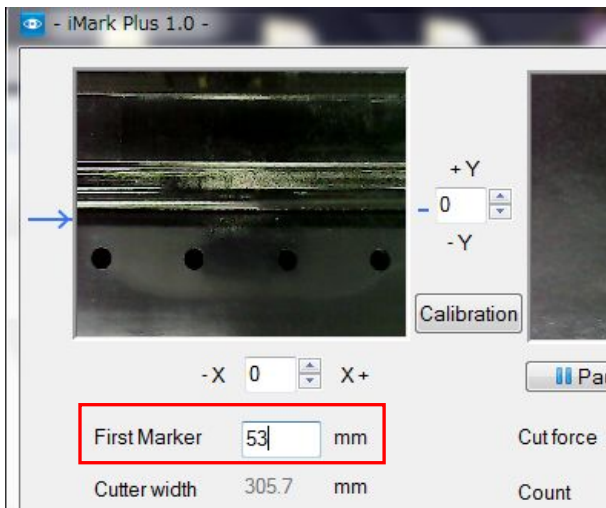 - iMark Plus 1.0 -
+ Y
0
- Y
Calibration
- X 0 X +
First Marker 53 mm
Cut force
Cutter width 305.7 mm
Count